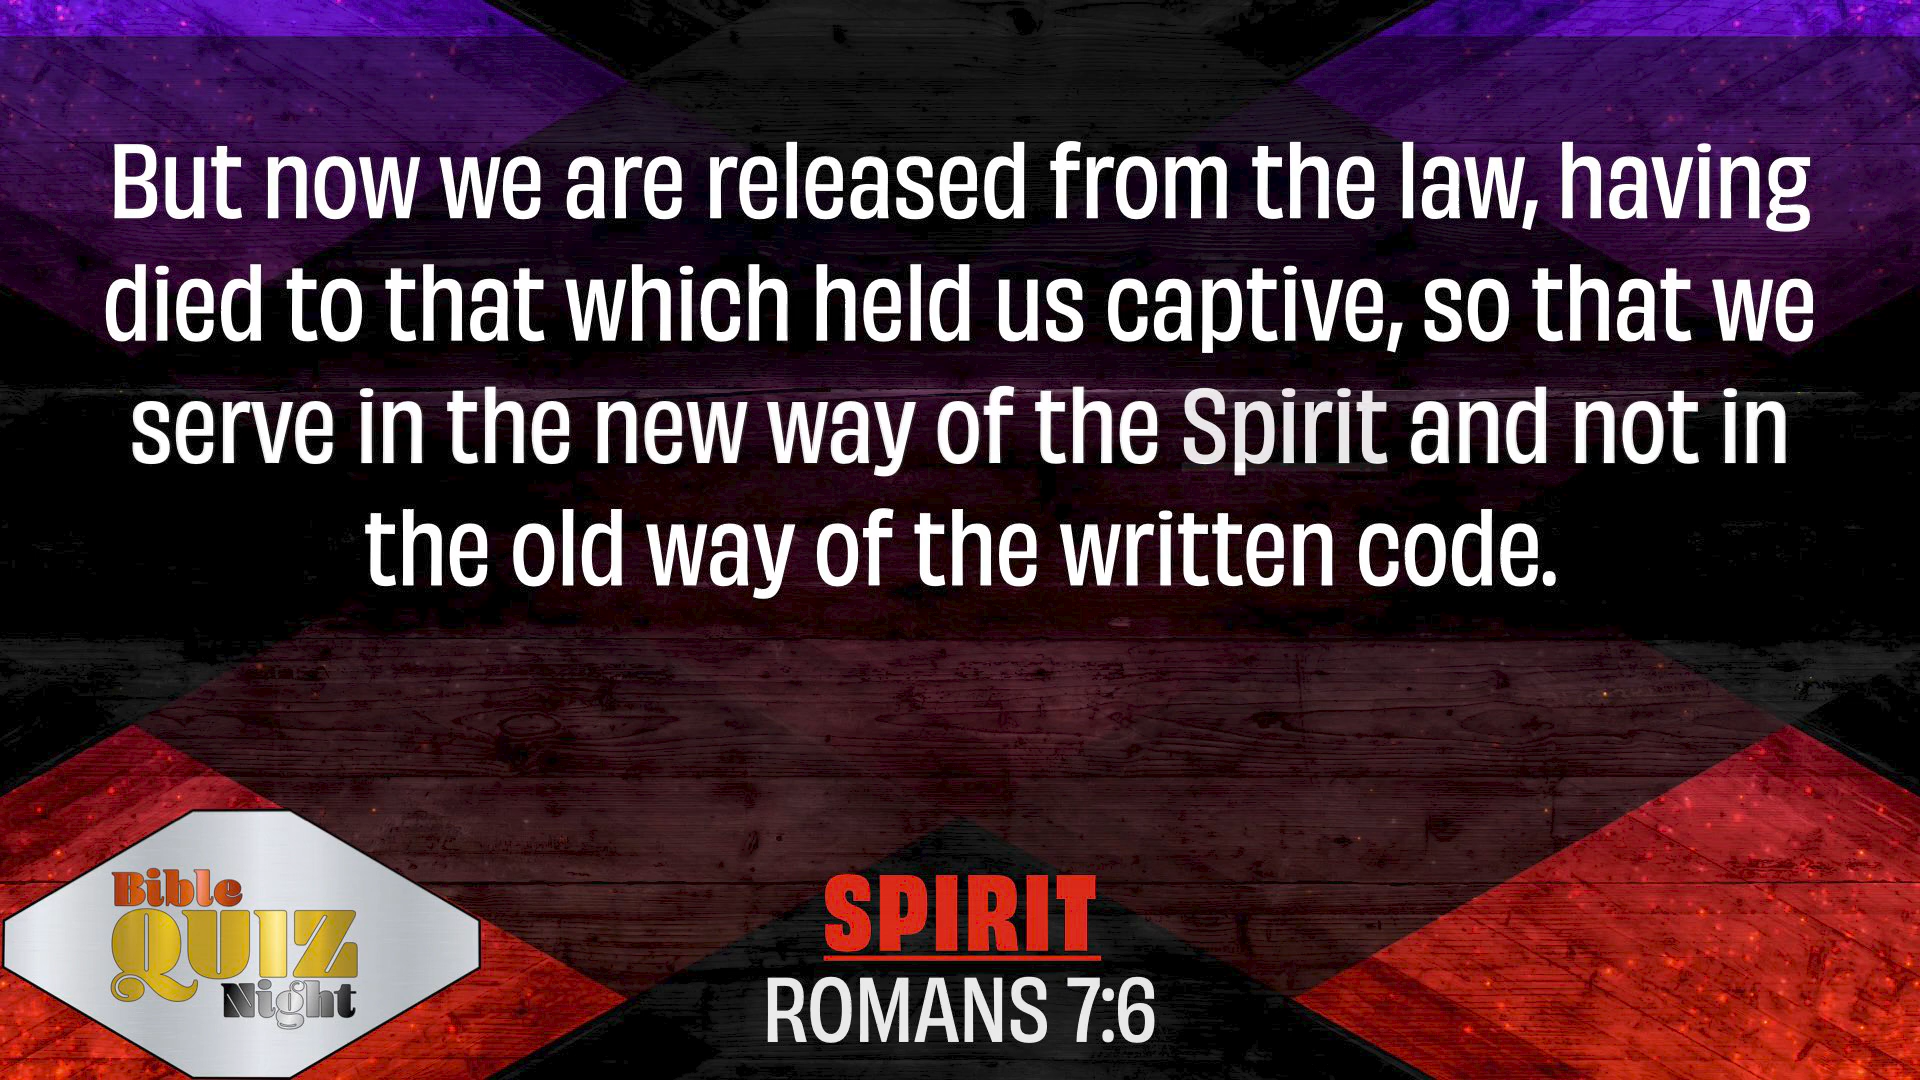 But now we are released from the law, having
died to that which held us captive, so that we
serve in the new way of the Spirit and not in
the old way of the written code.
Bible
QUIZ
Night
SPIRIT
ROMANS 7:6